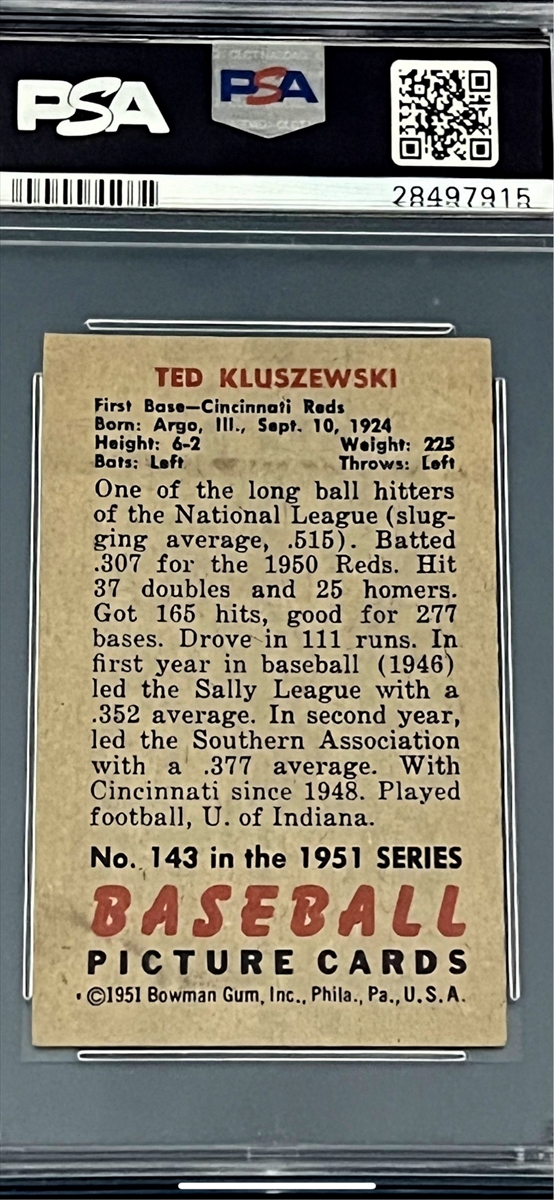 PSA
PSA
28497915
TED KLUSZEWSKI
First Base—Cincinnati Reds
Born: Argo, Ill., Sept. 10, 1924
Height: 6-2 Weight: 225
Bats: Left Throws: Left
One of the long ball hitters
of the National League (slug-
ging average, .515). Batted
.307 for the 1950 Reds. Hit
37 doubles and 25 homers.
Got 165 hits, good for 277
bases. Drove in 111 runs. In
first year in baseball (1946)
led the Sally League with a
.352 average. In second year,
led the Southern Association
with a .377 average. With
Cincinnati since 1948. Played
football, U. of Indiana.
No. 143 in the 1951 SERIES
BASEBALL
PICTURE CARDS
©1951 Bowman Gum, Inc., Phila., Pa., U.S.A.